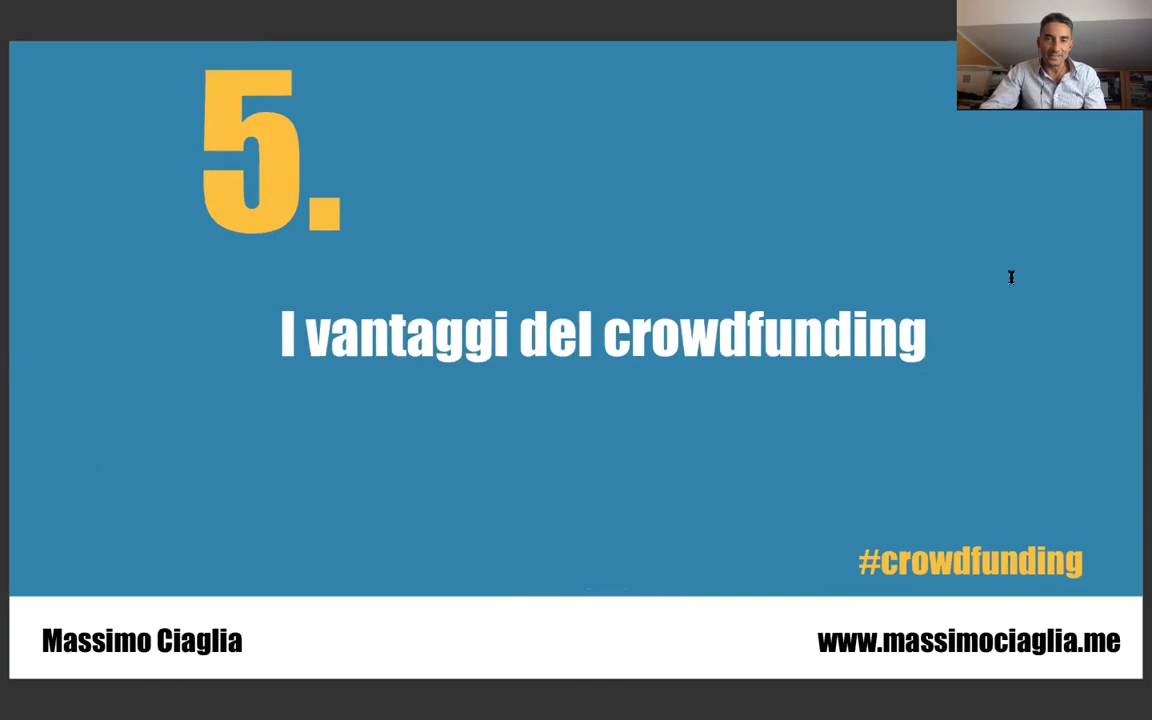 5.
I vantaggi del crowdfunding
#crowdfunding
Massimo Ciaglia
www.massimociaglia.me